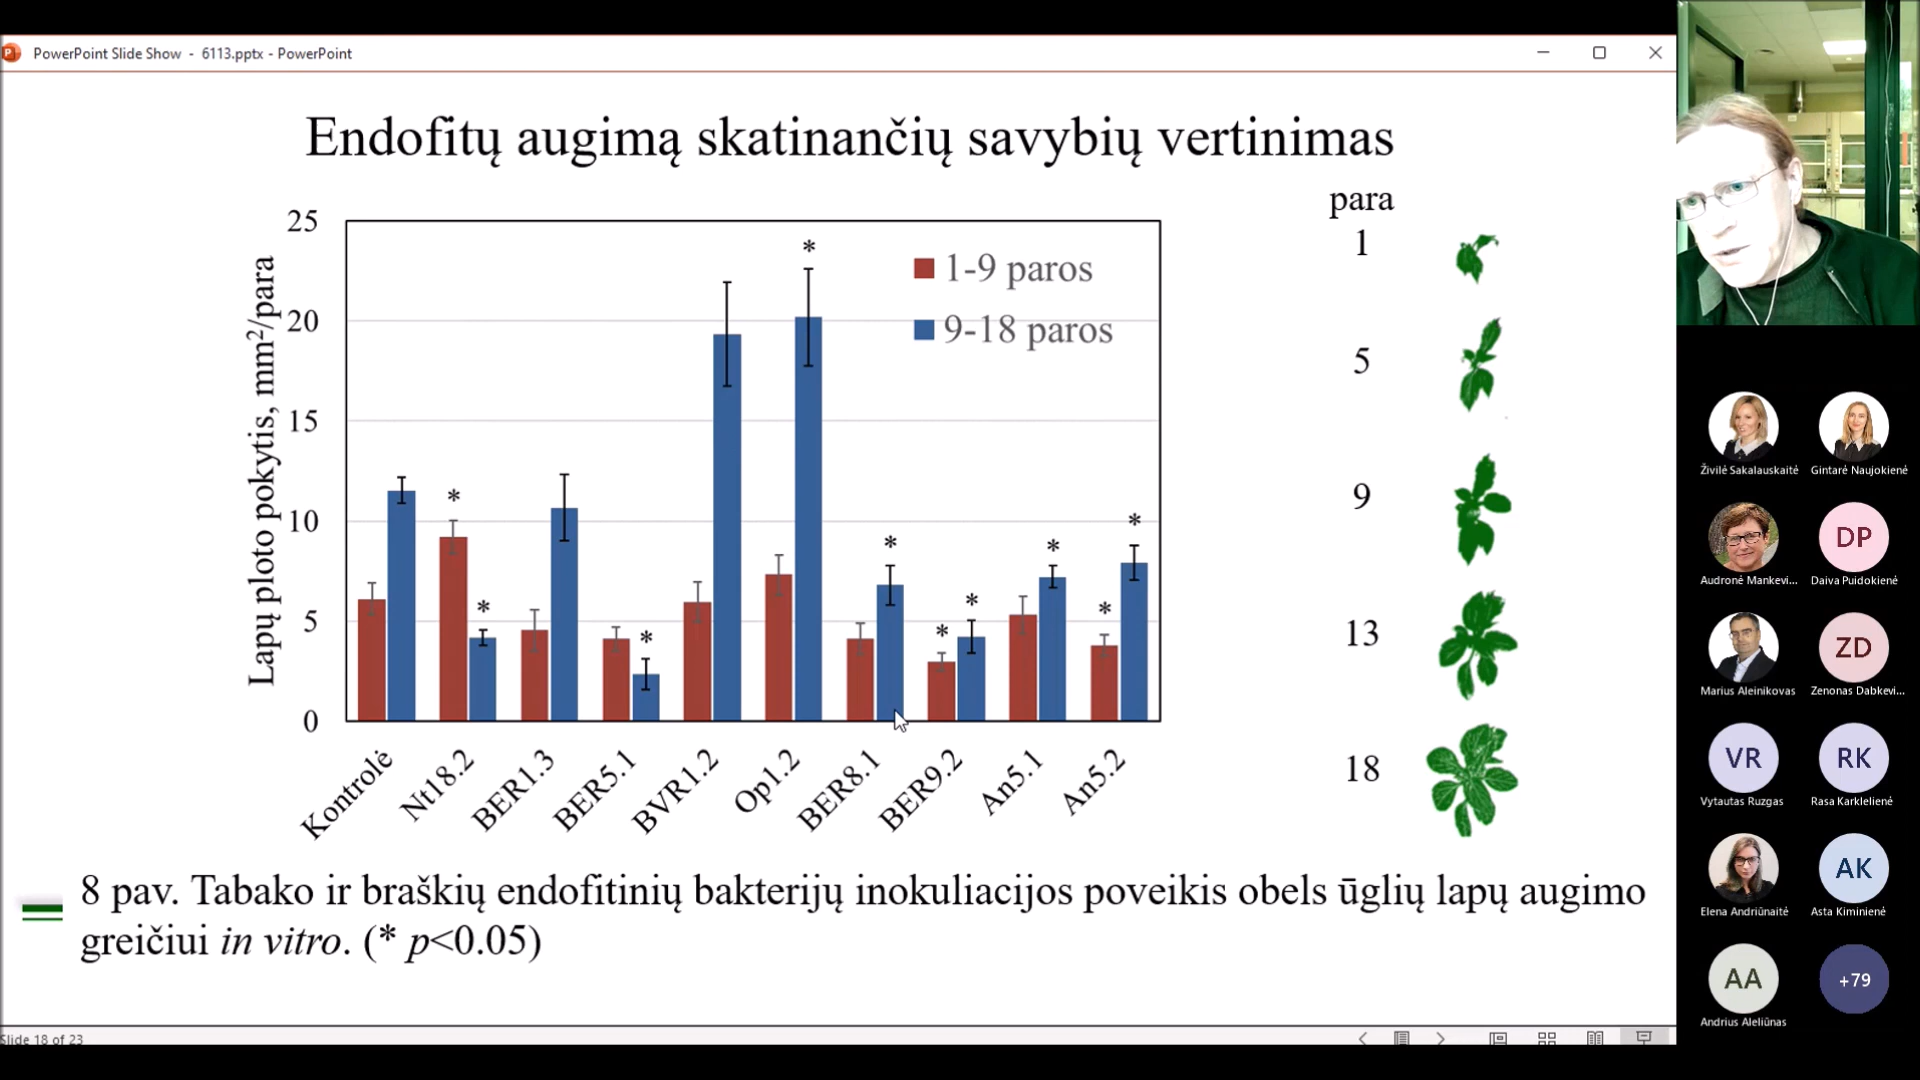 PowerPoint Slide Show - 6113.pptx - PowerPoint
Endofitų augimą skatinančių savybių vertinimas
Lapų ploto pokytis, mm²/para
25
20
15
10
5
0
1-9 paros
9-18 paros
*
*
*
*
*
*
*
*
*
*
Kontrolė
Nt18.2
BER1.3
BER5.1
BVR1.2
Op1.2
BER8.1
BER9.2
An5.1
An5.2
para
1
5
9
13
18
8 pav. Tabako ir braškių endofitinių bakterijų inokuliacijos poveikis obels ūglių lapų augimo
greičiui in vitro. (* p<0.05)
Slide 18 of 23
Živilė Sakalauskaitė
Gintarė Naujokienė
Audronė Mankevi...
DP
Daiva Puidokienė
Marius Aleinikovas
ZD
Zenonas Dabkevi...
VR
Vytautas Ruzgas
RK
Rasa Karklelienė
Elena Andriūnaitė
AK
Asta Kiminienė
AA
Andrius Aleliūnas
+79